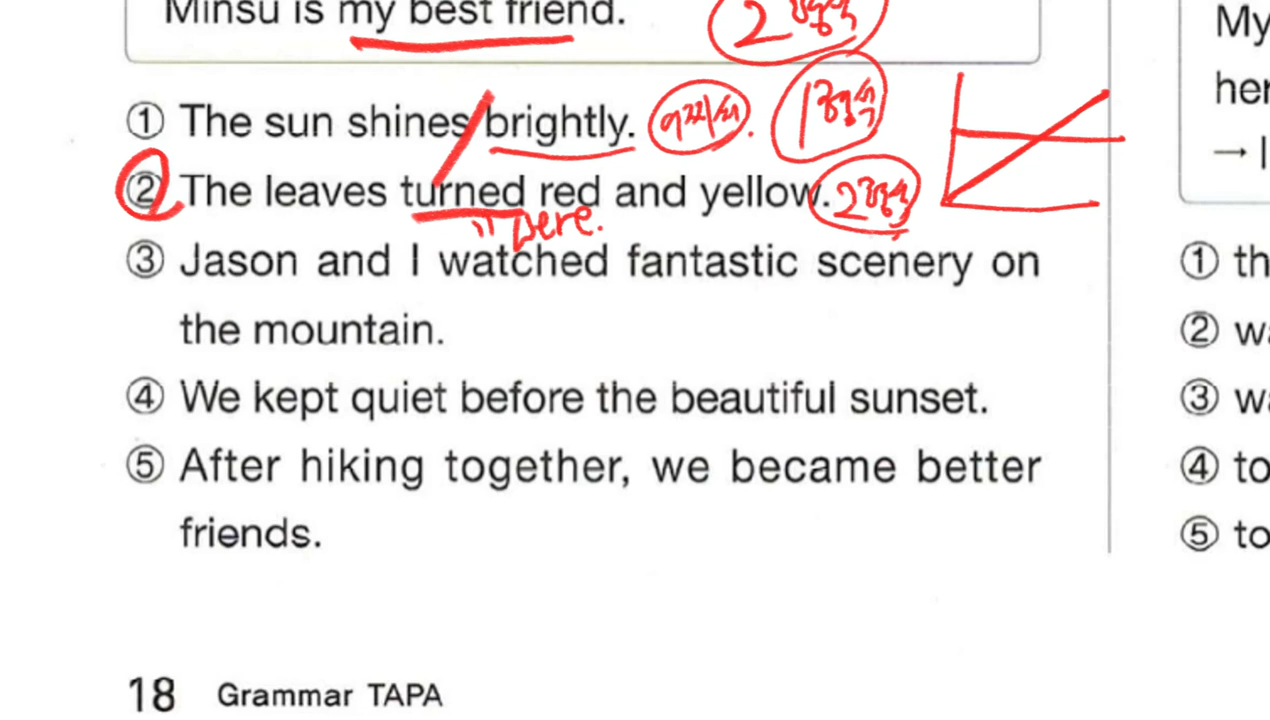 Minsu is my best friend.
2형식
① The sun shines brightly. 1형식
② The leaves turned red and yellow. 2형식
" were.
③ Jason and I watched fantastic scenery on
the mountain.
④ We kept quiet before the beautiful sunset.
⑤ After hiking together, we became better
friends.
18 Grammar TAPA
My
her
→ I
① th
② wa
③ wa
④ to
⑤ to